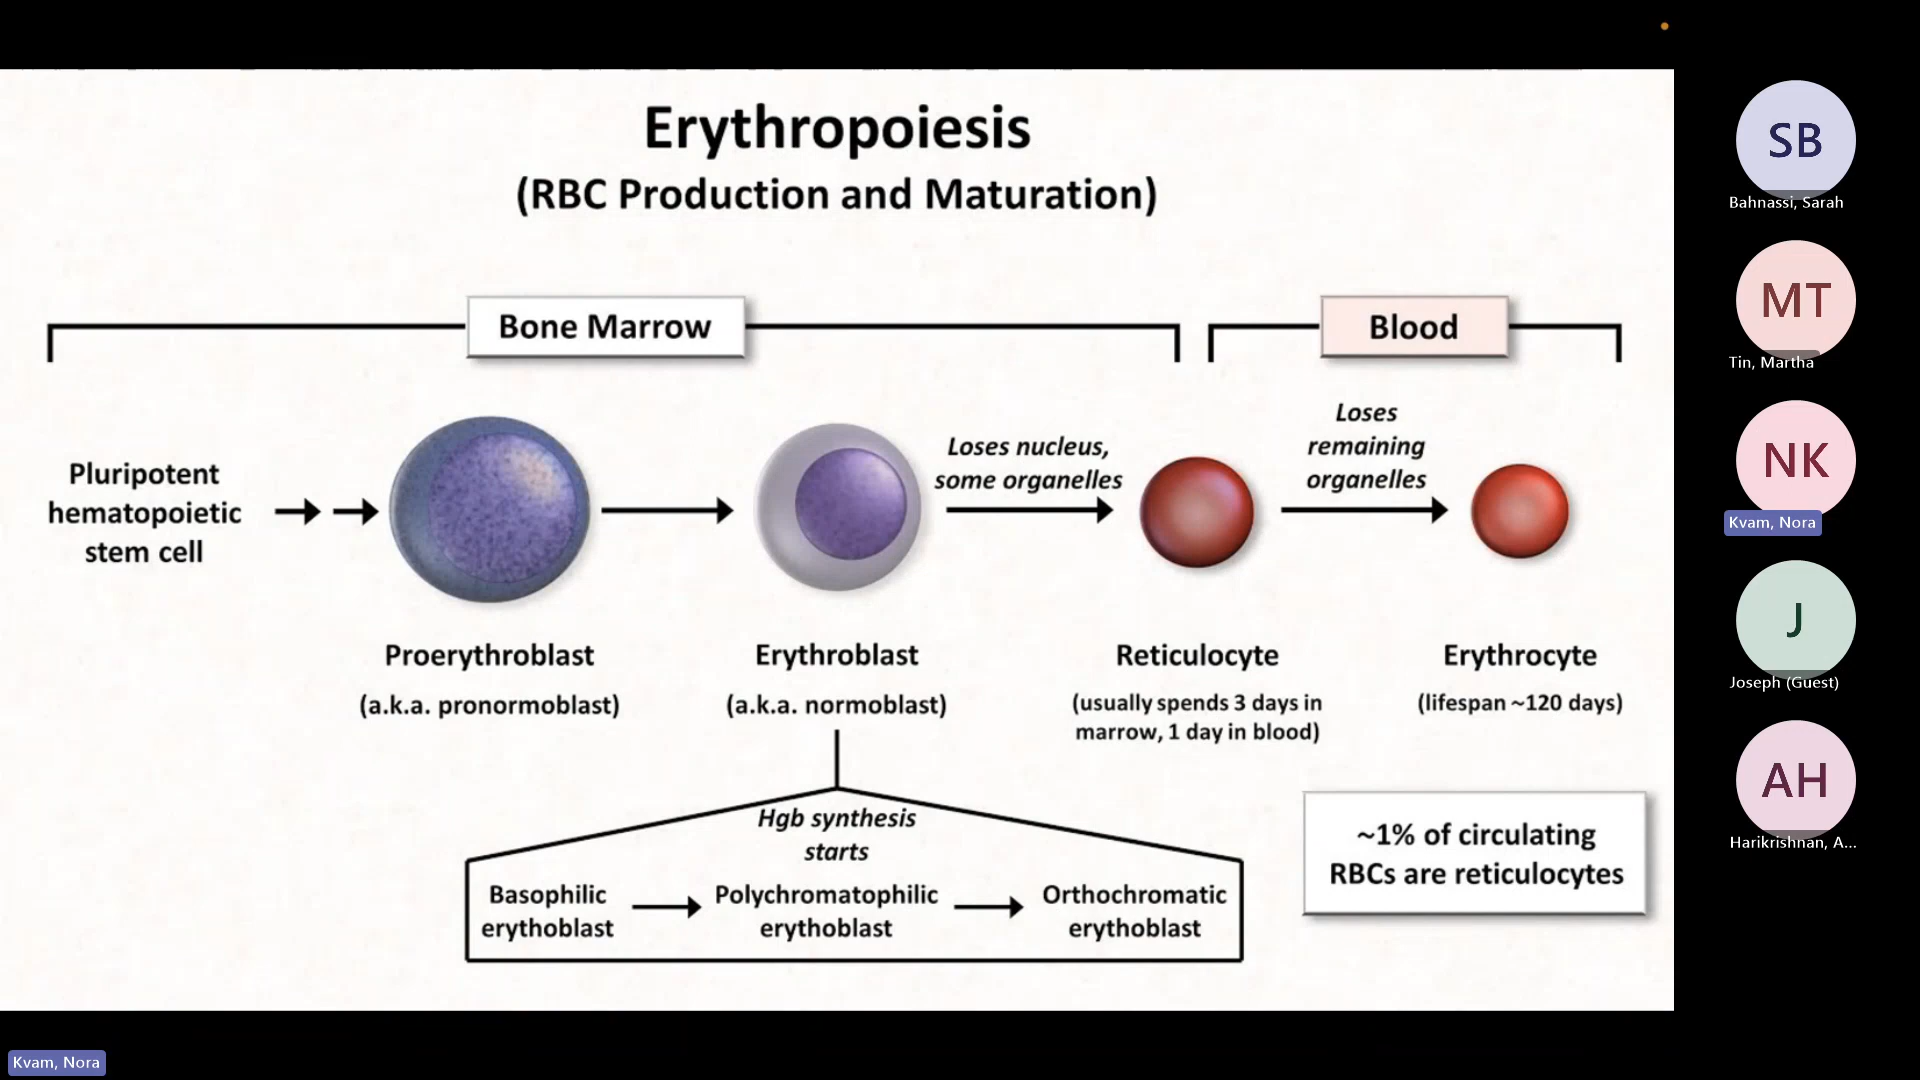 Erythropoiesis
(RBC Production and Maturation)
Bone Marrow
Blood
Pluripotent
hematopoietic
stem cell
Loses nucleus,
some organelles
Loses
remaining
organelles
Proerythroblast
(a.k.a. pronormoblast)
Erythroblast
(a.k.a. normoblast)
Reticulocyte
(usually spends 3 days in
marrow, 1 day in blood)
Erythrocyte
(lifespan ~120 days)
Hgb synthesis
starts
Basophilic
erythoblast
Polychromatophilic
erythoblast
Orthochromatic
erythoblast
~1% of circulating
RBCs are reticulocytes
SB
Bahnassi, Sarah
MT
Tin, Martha
NK
Kvam, Nora
J
Joseph (Guest)
AH
Harikrishnan, A...
Kvam, Nora